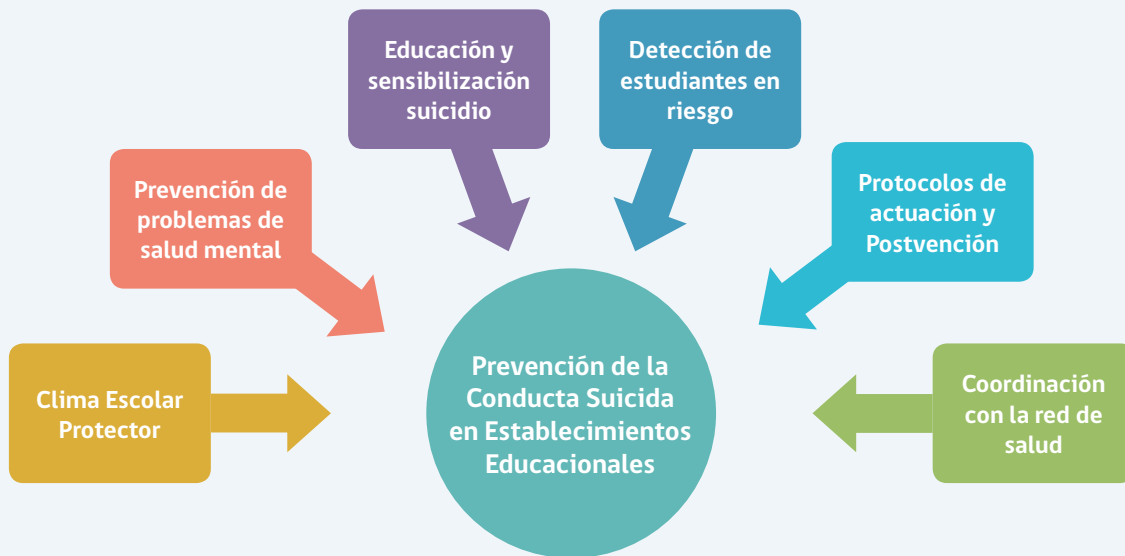 Educación y
sensibilización
suicidio
Detección de
estudiantes en
riesgo
Prevención de
problemas de
salud mental
Protocolos de
actuación y
Postvención
Clima Escolar
Protector
Prevención de la
Conducta Suicida
en Establecimientos
Educacionales
Coordinación
con la red de
salud